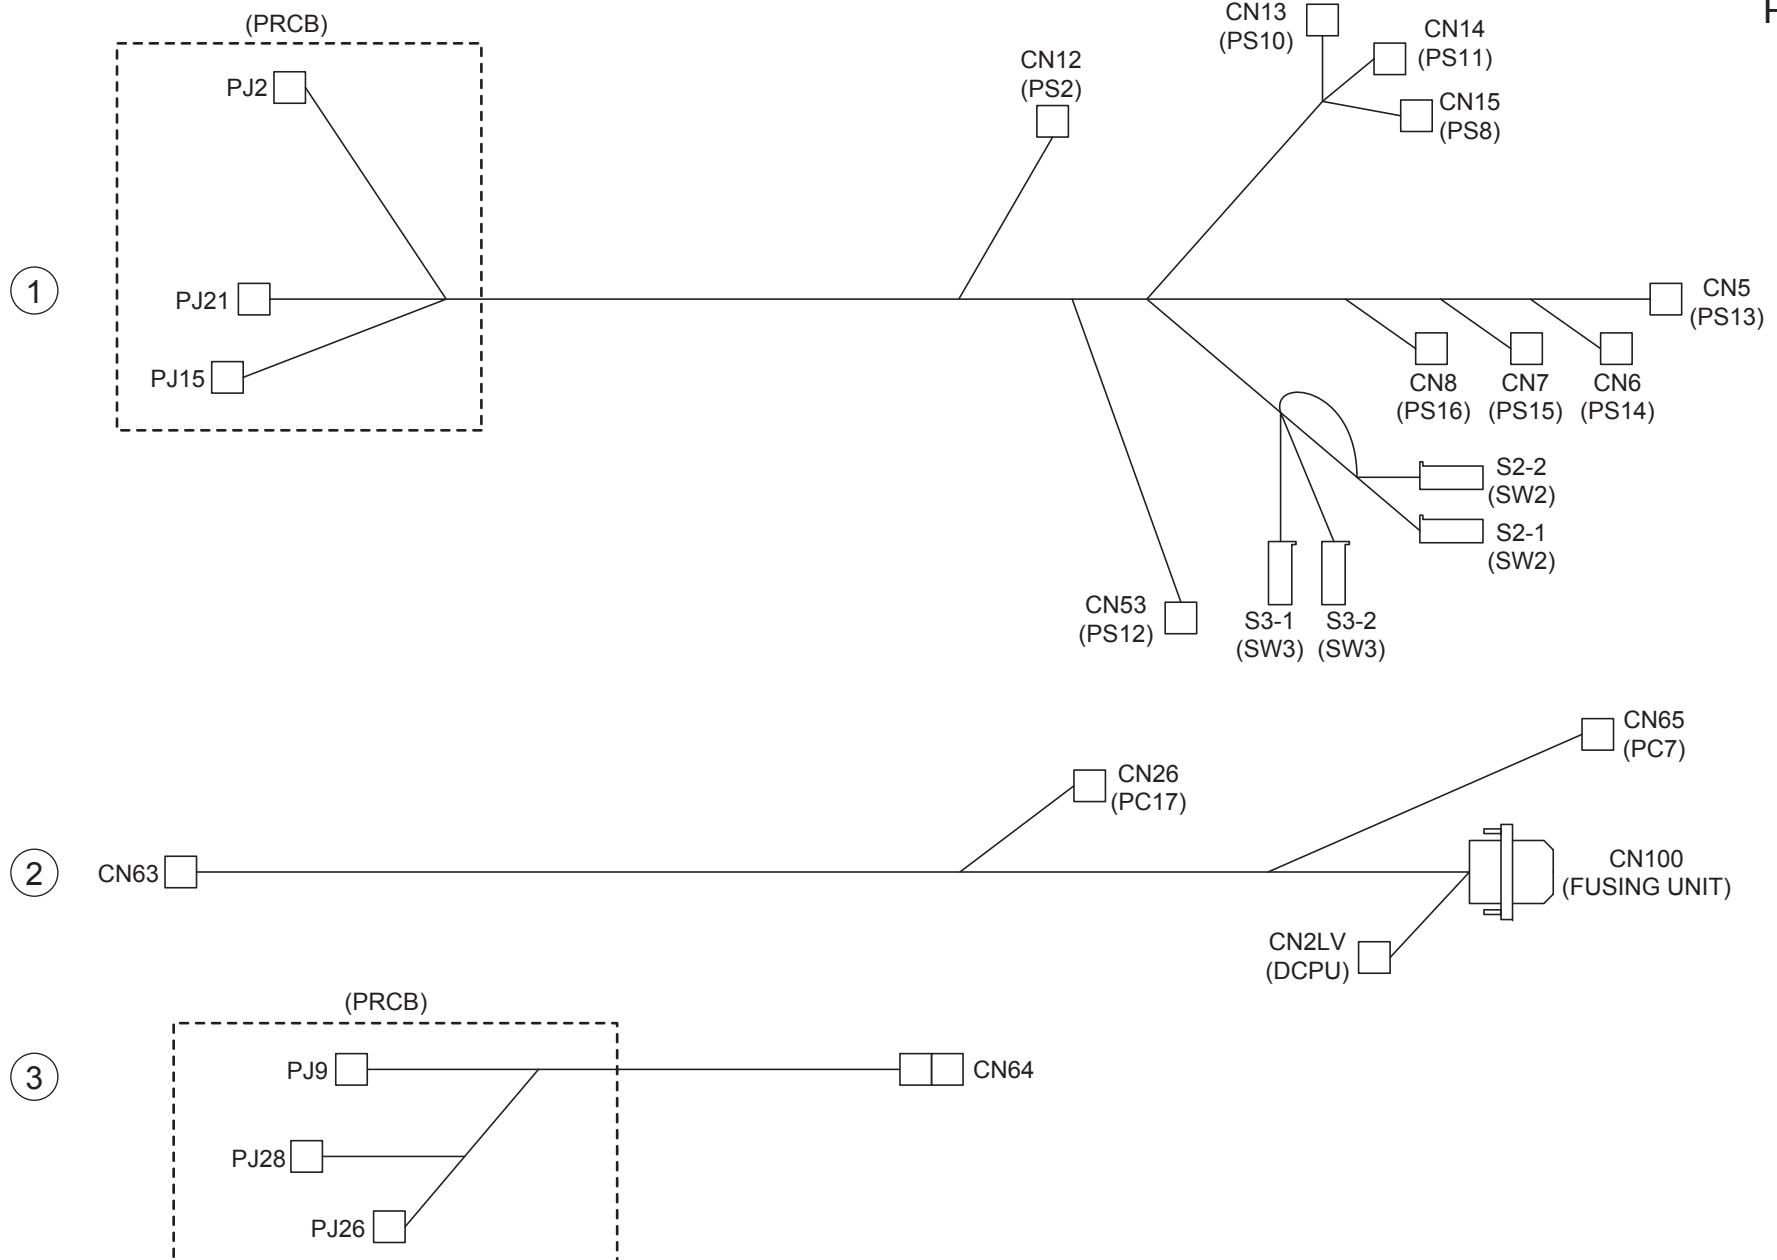 (PRCB)
PJ2
PJ21
PJ15
1
CN12
(PS2)
CN13
(PS10)
CN14
(PS11)
CN15
(PS8)
CN5
(PS13)
CN8
(PS16)
CN7
(PS15)
CN6
(PS14)
S2-2
(SW2)
S2-1
(SW2)
S3-1
(SW3)
S3-2
(SW3)
CN53
(PS12)
2
CN63
CN26
(PC17)
CN65
(PC7)
CN100
(FUSING UNIT)
CN2LV
(DCPU)
3
(PRCB)
PJ9
PJ28
PJ26
CN64